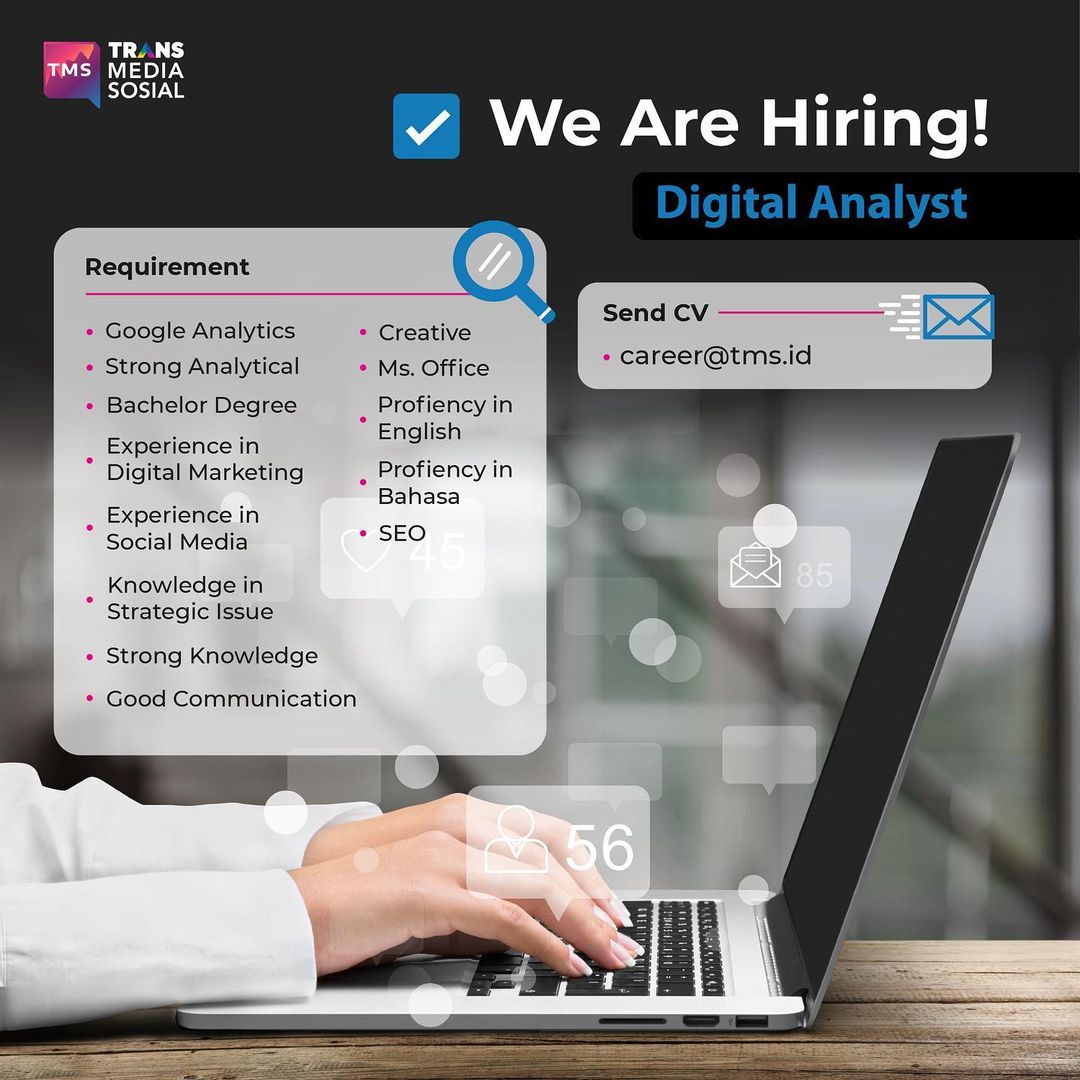 TMS
TRANS
MEDIA
SOSIAL
We Are Hiring!
Digital Analyst
Requirement
• Google Analytics
• Strong Analytical
• Bachelor Degree
• Experience in
Digital Marketing
• Experience in
Social Media
• Knowledge in
Strategic Issue
• Strong Knowledge
• Good Communication
• Creative
• Ms. Office
• Profiency in
English
• Profiency in
Bahasa
• SEO
Send CV
• career@tms.id
45
85
56